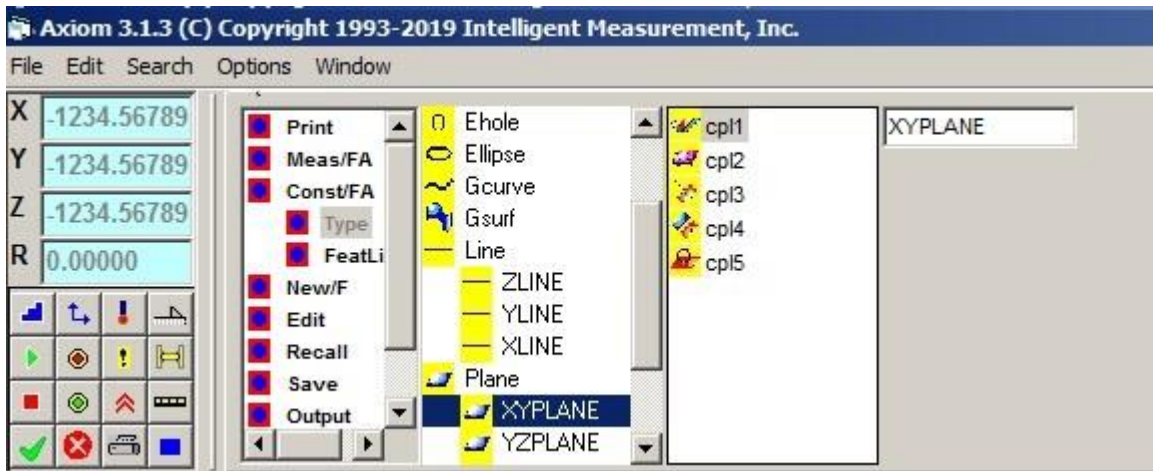 Axiom 3.1.3 (C) Copyright 1993-2019 Intelligent Measurement, Inc.
File Edit Search Options Window
X -1234.56789
Y -1234.56789
Z -1234.56789
R 0.00000
Print
Meas/FA
Const/FA
Type
FeatLi
New/F
Edit
Recall
Save
Output
Ehole
Ellipse
Gcurve
Gsurf
Line
ZLINE
YLINE
XLINE
Plane
XYPLANE
YZPLANE
cpl1
cpl2
cpl3
cpl4
cpl5
XYPLANE